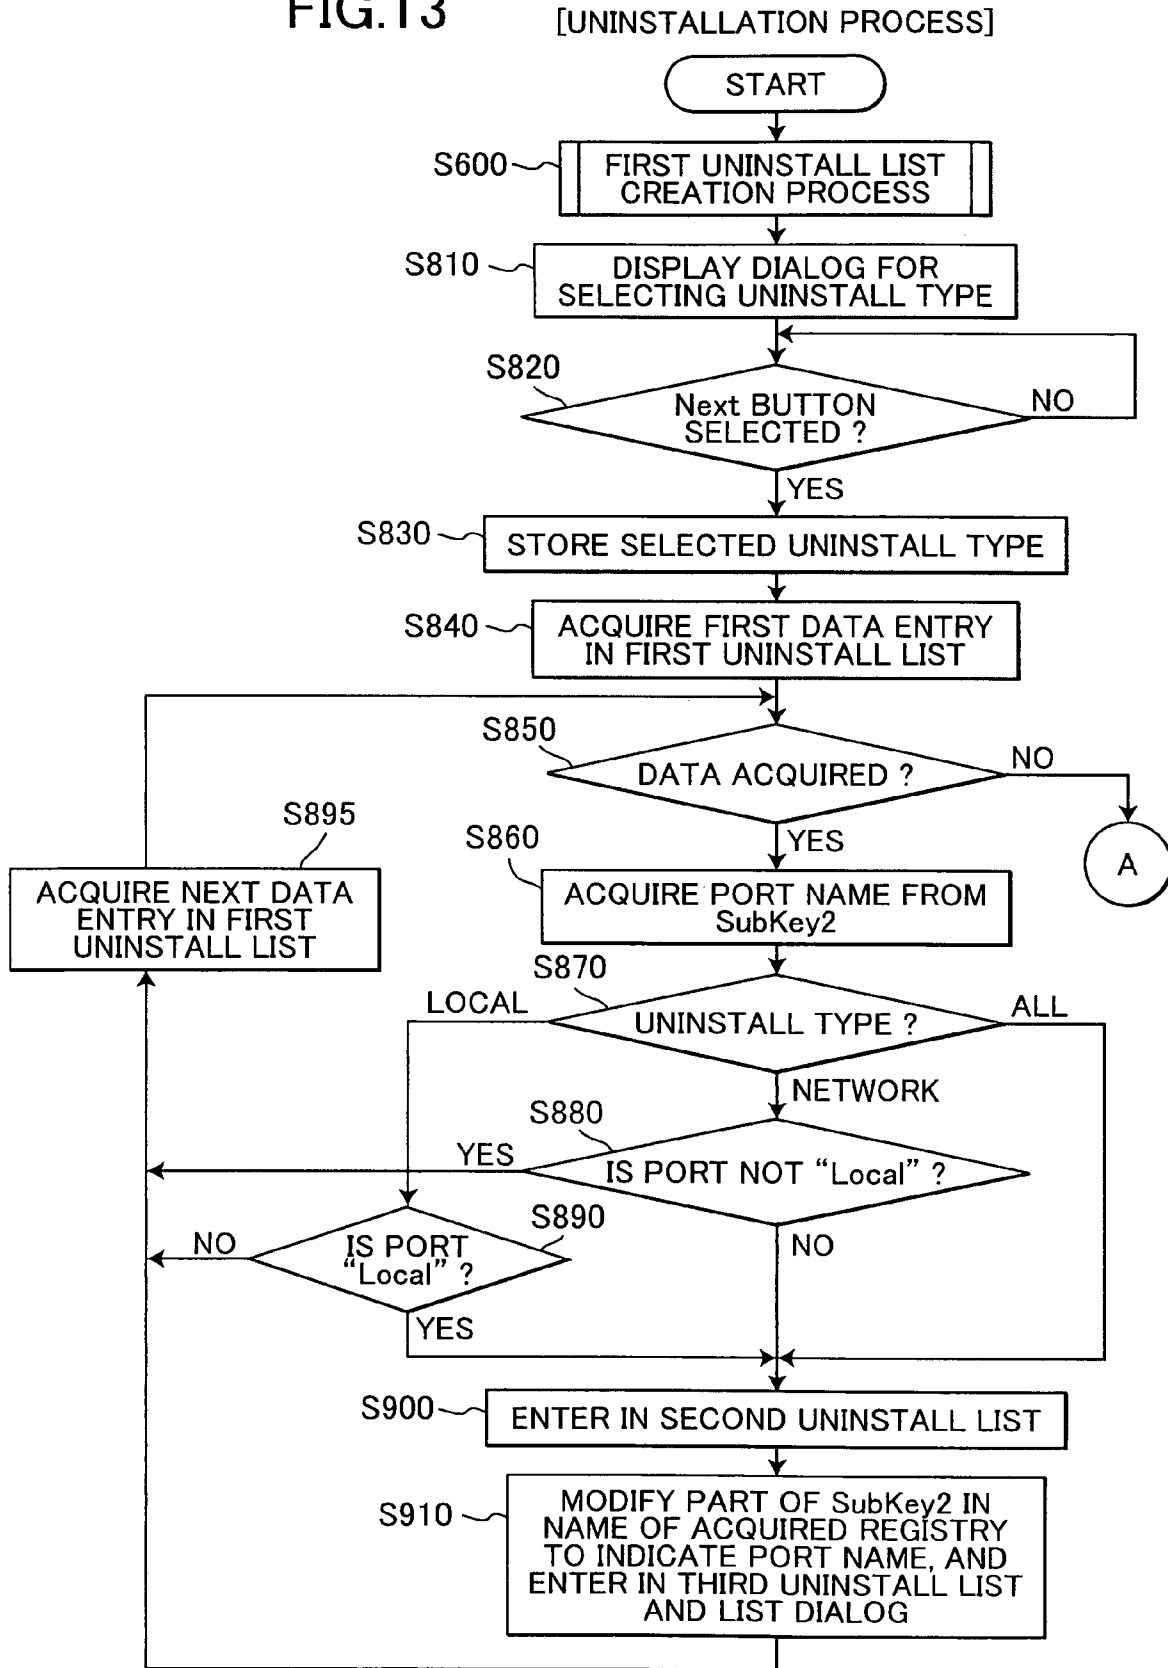 FIG.13
[UNINSTALLATION PROCESS]
START
S600
FIRST UNINSTALL LIST
CREATION PROCESS
S810
DISPLAY DIALOG FOR
SELECTING UNINSTALL TYPE
S820
Next BUTTON
SELECTED ?
NO
YES
S830
STORE SELECTED UNINSTALL TYPE
S840
ACQUIRE FIRST DATA ENTRY
IN FIRST UNINSTALL LIST
S850
DATA ACQUIRED ?
NO
A
YES
S895
ACQUIRE NEXT DATA
ENTRY IN FIRST
UNINSTALL LIST
S860
ACQUIRE PORT NAME FROM
SubKey2
S870
LOCAL
UNINSTALL TYPE ?
ALL
NETWORK
S880
YES
IS PORT NOT “Local” ?
NO
S890
NO
IS PORT
“Local” ?
YES
S900
ENTER IN SECOND UNINSTALL LIST
S910
MODIFY PART OF SubKey2 IN
NAME OF ACQUIRED REGISTRY
TO INDICATE PORT NAME, AND
ENTER IN THIRD UNINSTALL LIST
AND LIST DIALOG